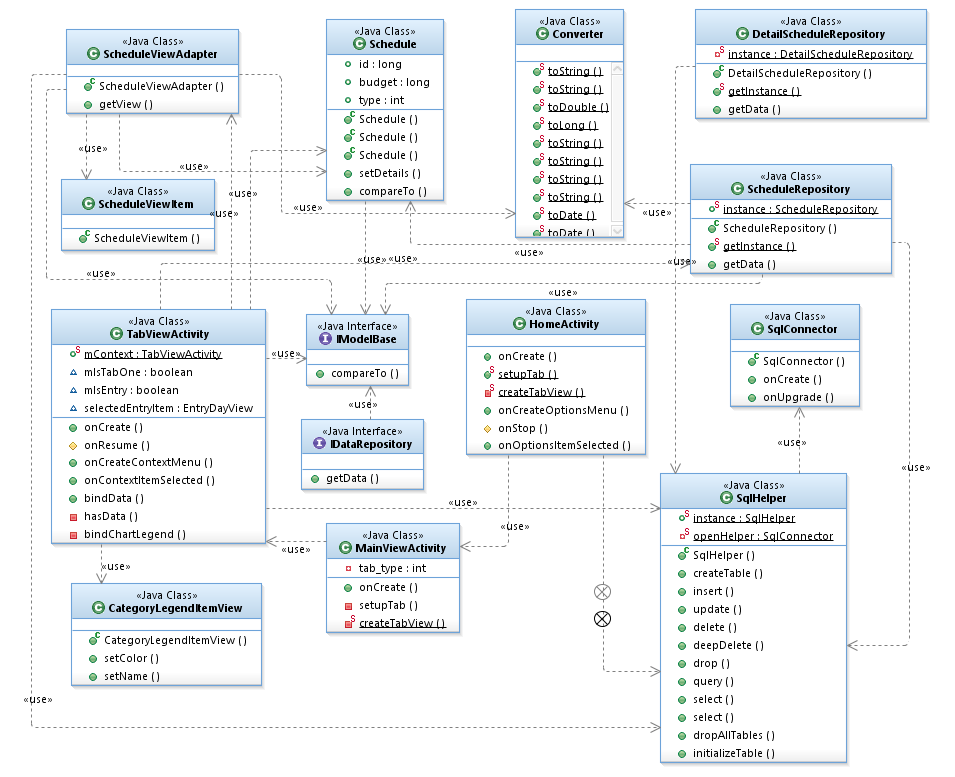 «Java Class»
ScheduleViewAdapter
ScheduleViewAdapter ( )
getView ( )
«Java Class»
Schedule
id : long
budget : long
type : int
Schedule ( )
Schedule ( )
Schedule ( )
setDetails ( )
compareTo ( )
«Java Class»
Converter
toString ( )
toString ( )
toDouble ( )
toLong ( )
toString ( )
toString ( )
toString ( )
toString ( )
toDate ( )
toDate ( )
«Java Class»
DetailScheduleRepository
instance : DetailScheduleRepository
DetailScheduleRepository ( )
getInstance ( )
getData ( )
«use»
«use»
«use»
«use»
«use»
«use»
«Java Class»
ScheduleViewItem
ScheduleViewItem ( )
«Java Class»
ScheduleRepository
instance : ScheduleRepository
ScheduleRepository ( )
getInstance ( )
getData ( )
«use»
«use»
«use»
«use»
«use»
«use»
«Java Class»
TabViewActivity
mContext : TabViewActivity
mIsTabOne : boolean
mIsEntry : boolean
selectedEntryItem : EntryDayView
onCreate ( )
onResume ( )
onCreateContextMenu ( )
onContextItemSelected ( )
bindData ( )
hasData ( )
bindChartLegend ( )
«use»
«Java Interface»
IModelBase
compareTo ( )
«use»
«Java Interface»
IDataRepository
getData ( )
«Java Class»
HomeActivity
onCreate ( )
setupTab ( )
createTabView ( )
onCreateOptionsMenu ( )
onStop ( )
onOptionsItemSelected ( )
«Java Class»
SqlConnector
SqlConnector ( )
onCreate ( )
onUpgrade ( )
«use»
«use»
«use»
«use»
«use»
«Java Class»
MainViewActivity
tab_type : int
onCreate ( )
setupTab ( )
createTabView ( )
«Java Class»
SqlHelper
instance : SqlHelper
openHelper : SqlConnector
SqlHelper ( )
createTable ( )
insert ( )
update ( )
delete ( )
deepDelete ( )
drop ( )
query ( )
select ( )
select ( )
dropAllTables ( )
initializeTable ( )
«use»
«Java Class»
CategoryLegendItemView
CategoryLegendItemView ( )
setColor ( )
setName ( )
«use»